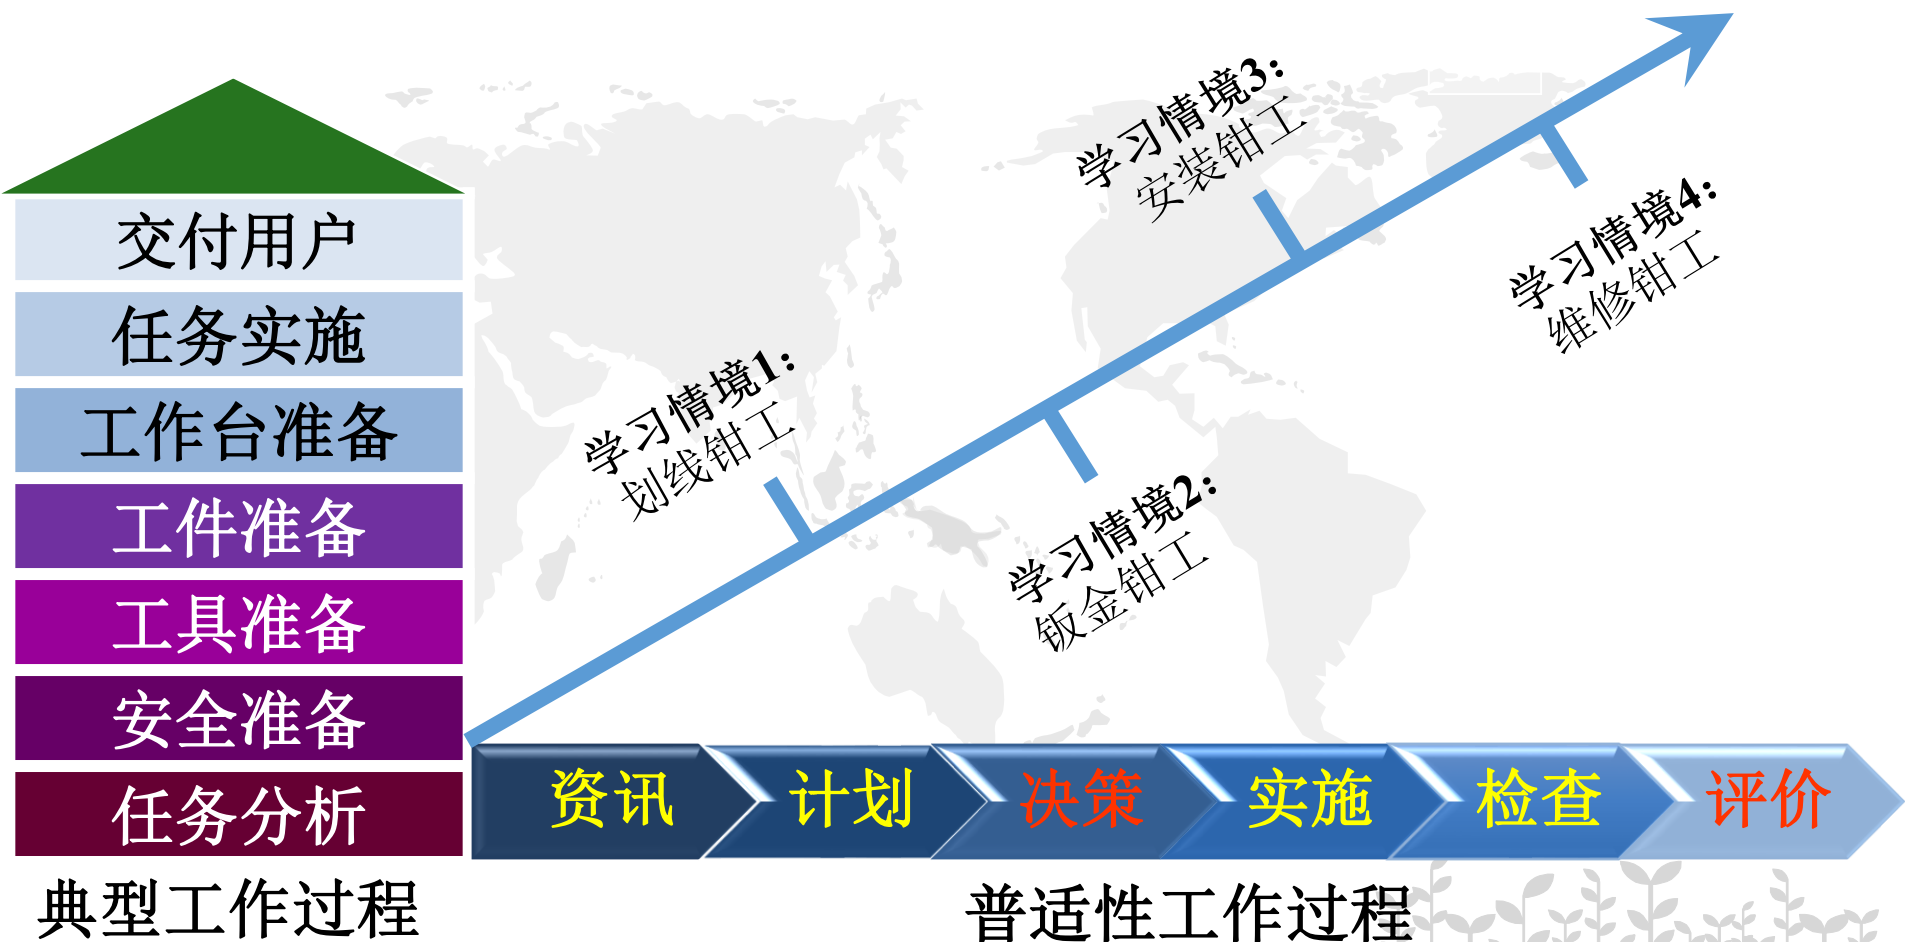 交付用户
任务实施
工作台准备
工件准备
工具准备
安全准备
任务分析
典型工作过程
学习情境1:
划线钳工
学习情境2:
钣金钳工
学习情境3:
安装钳工
学习情境4:
维修钳工
资讯
计划
决策
实施
检查
评价
普适性工作过程